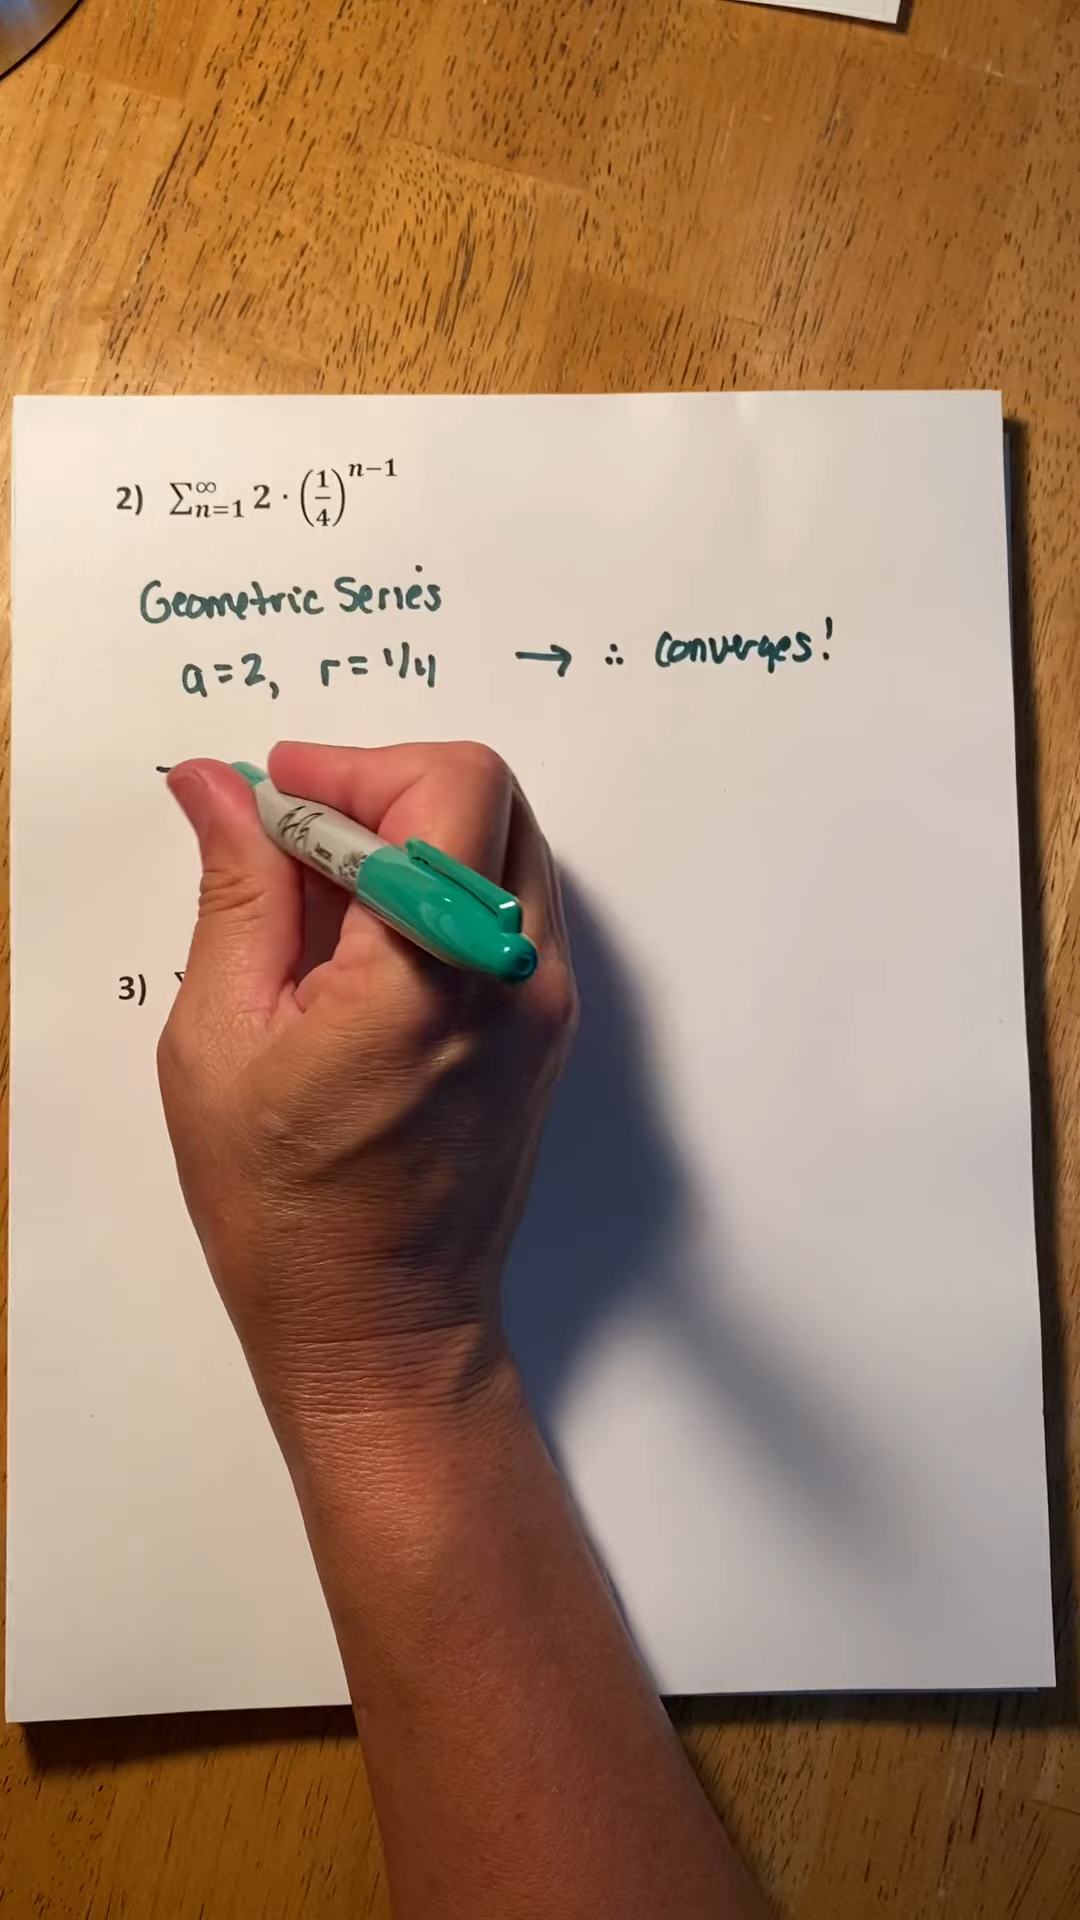 2) ∑_{n=1}^{∞} 2 · (1/4)^{n−1}
Geometric Series
a = 2, r = 1/4 → ∴ converges!
3)